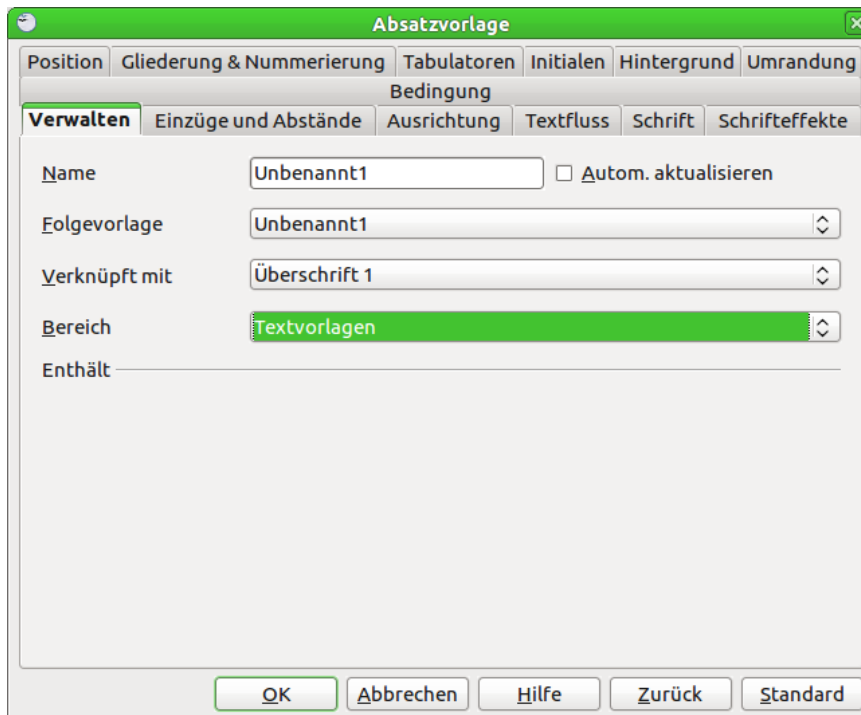 Absatzvorlage
Position Gliederung & Nummerierung Tabulatoren Initialen Hintergrund Umrandung
Bedingung
Verwalten Einzüge und Abstände Ausrichtung Textfluss Schrift Schrifteffekte
Name Unbenannt1 Autom. aktualisieren
Folgevorlage Unbenannt1
Verknüpft mit Überschrift 1
Bereich Textvorlagen
Enthält
OK Abbrechen Hilfe Zurück Standard